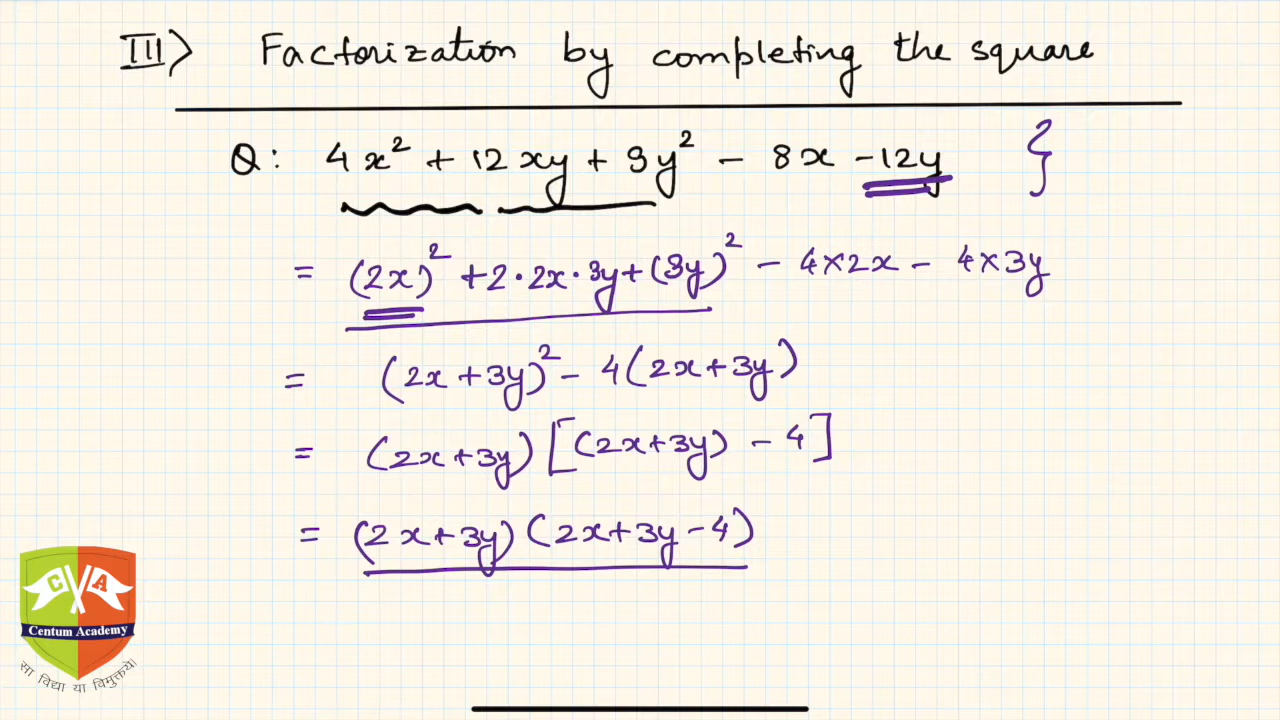 III) Factorization by completing the square
Q: 4x² + 12xy + 9y² - 8x - 12y }
= (2x)² + 2·2x·3y + (3y)² - 4×2x - 4×3y
= (2x + 3y)² - 4(2x + 3y)
= (2x + 3y) [(2x + 3y) - 4]
= (2x + 3y) (2x + 3y - 4)
C A
Centum Academy
सा विद्या या विमुक्तये।